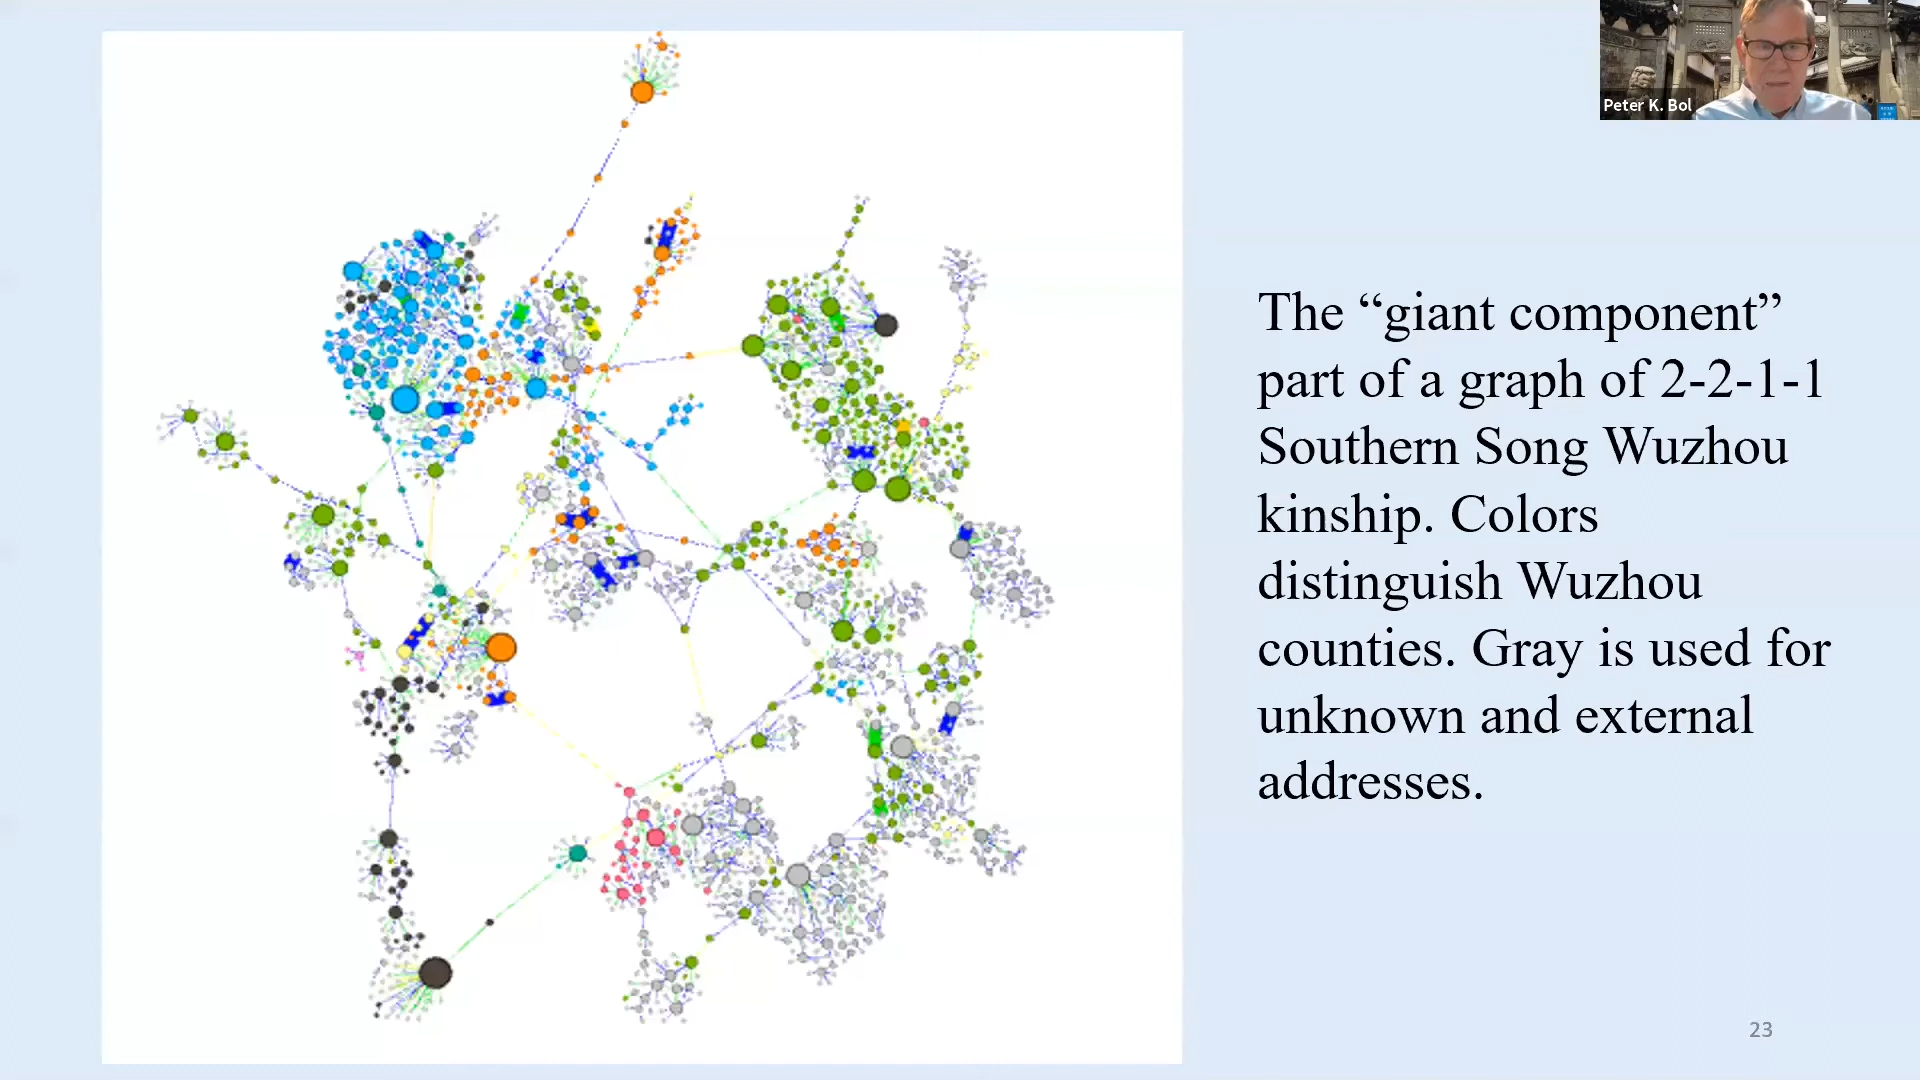 Peter K. Bol
The “giant component”
part of a graph of 2-2-1-1
Southern Song Wuzhou
kinship. Colors
distinguish Wuzhou
counties. Gray is used for
unknown and external
addresses.
23